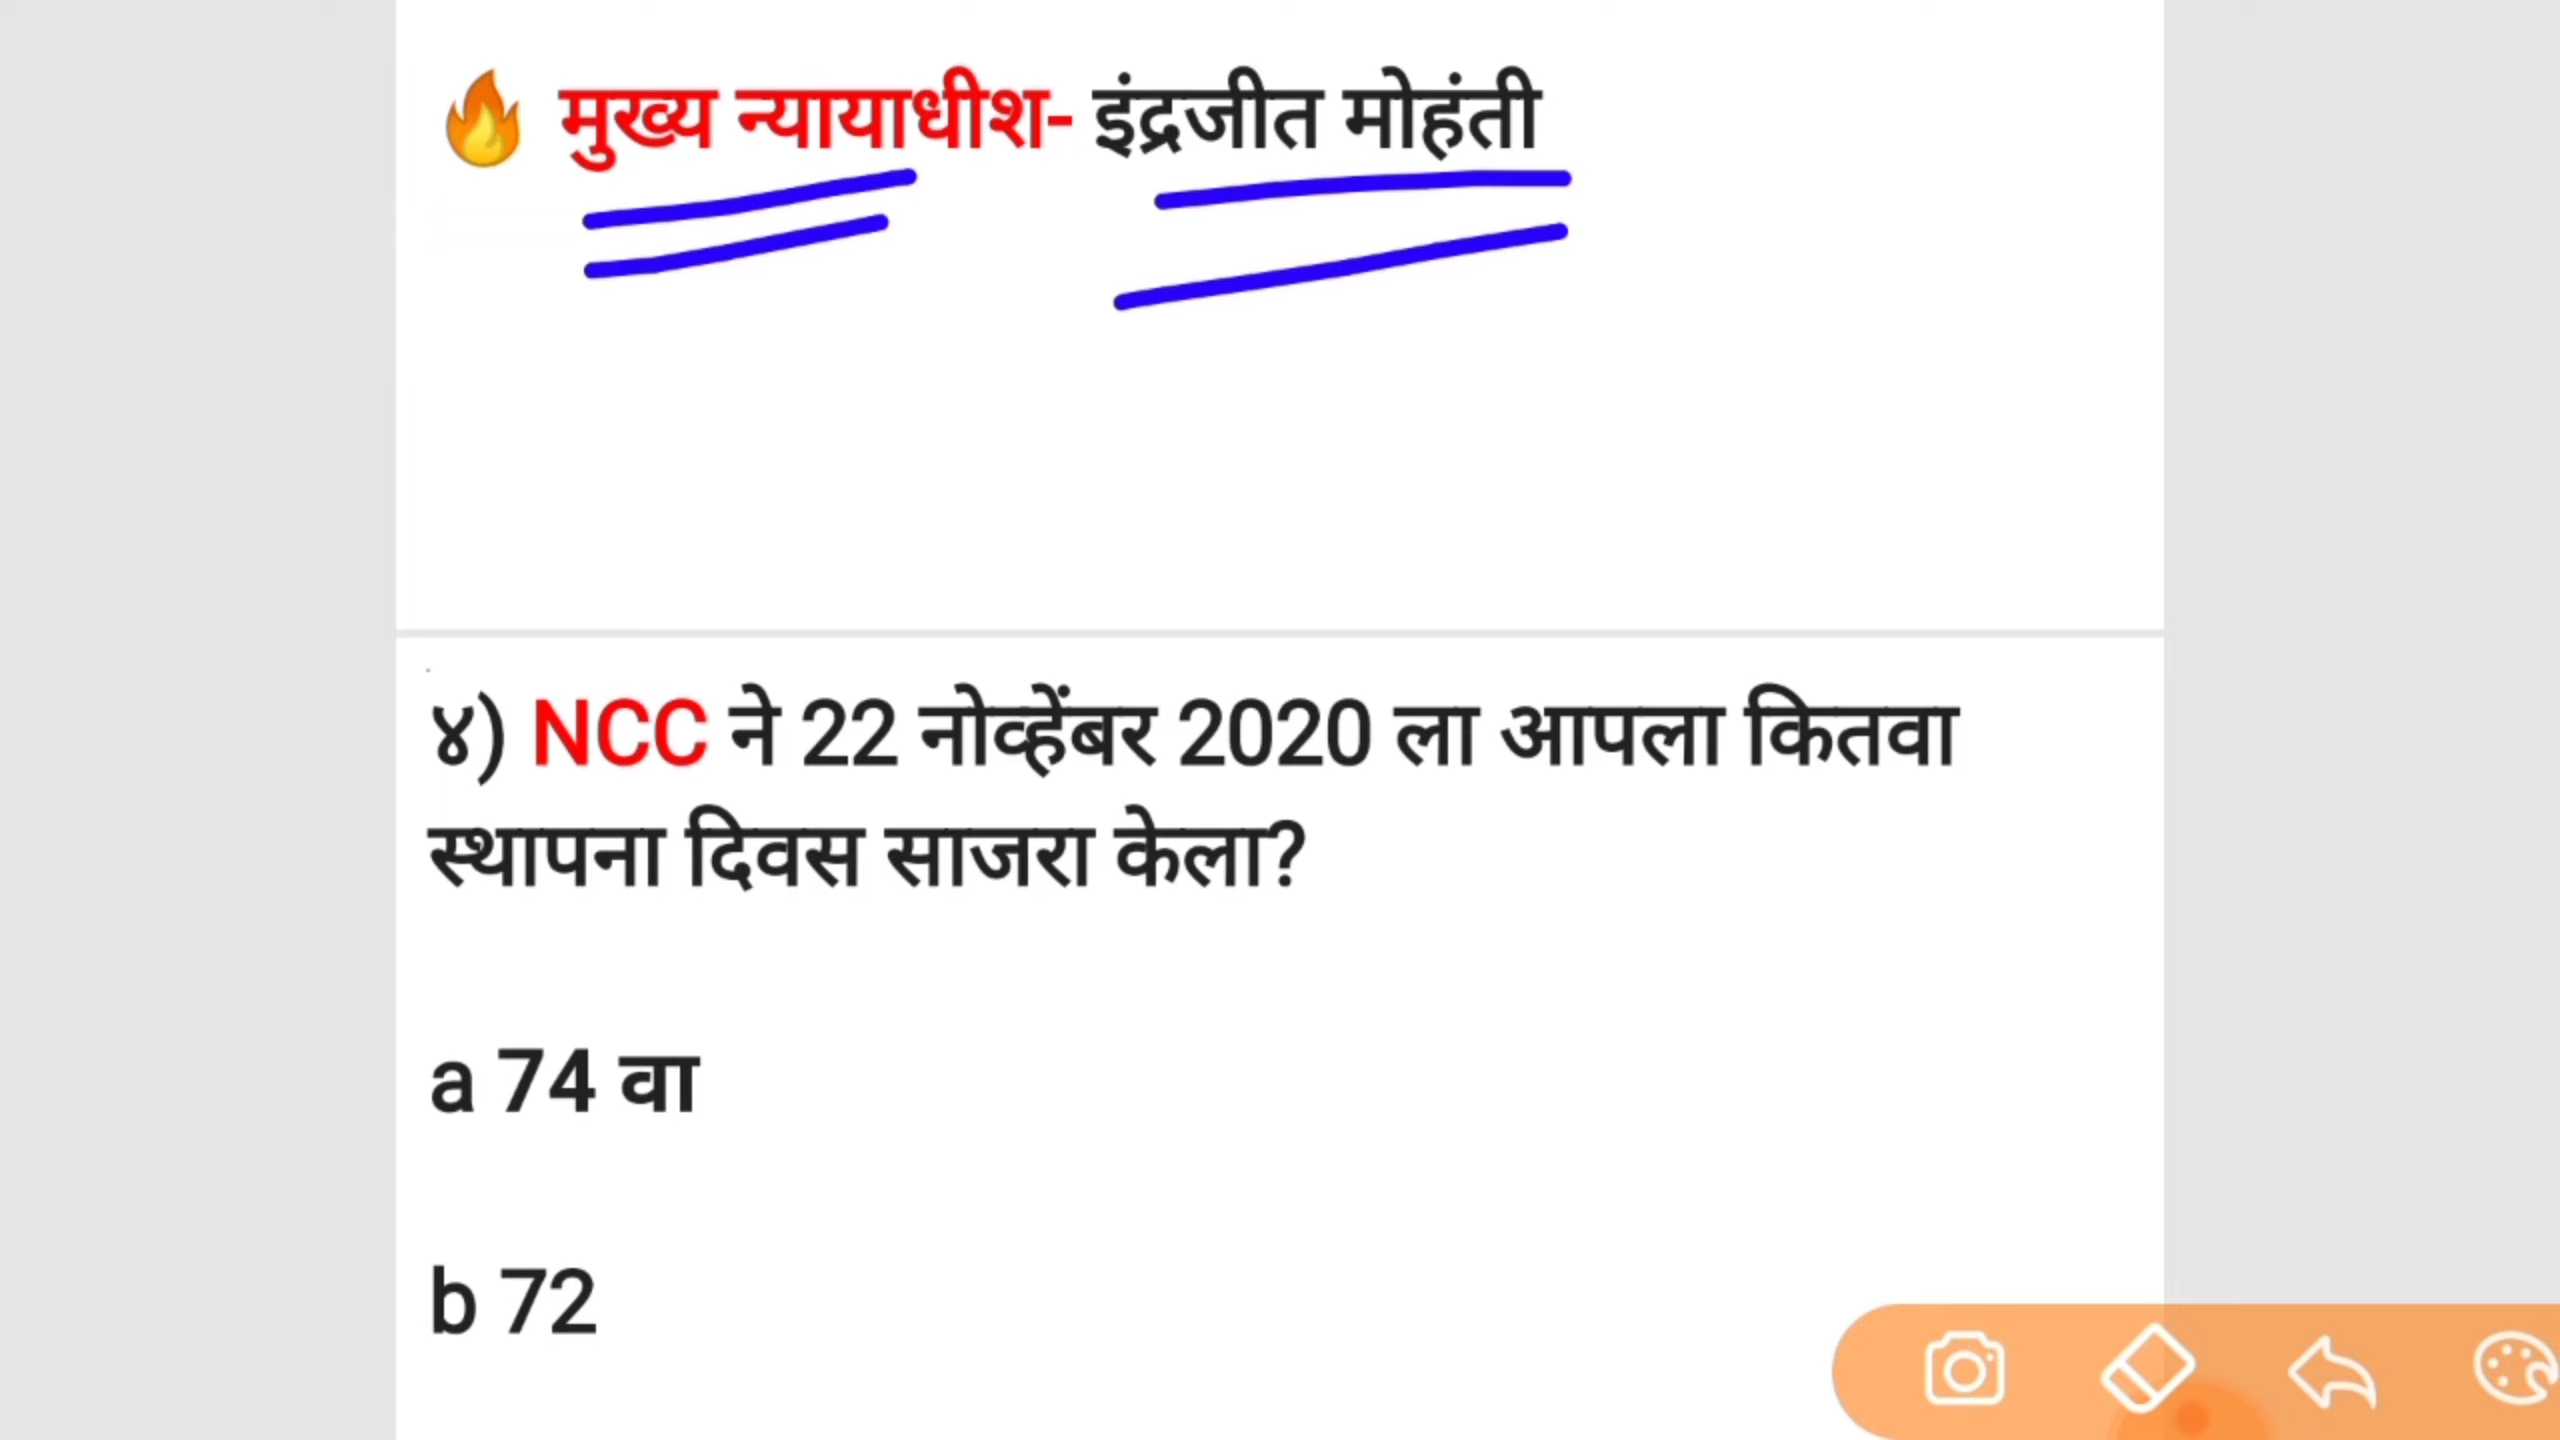 🔥 मुख्य न्यायाधीश- इंद्रजीत मोहंती
४) NCC ने 22 नोव्हेंबर 2020 ला आपला कितवा
स्थापना दिवस साजरा केला?
a 74 वा
b 72